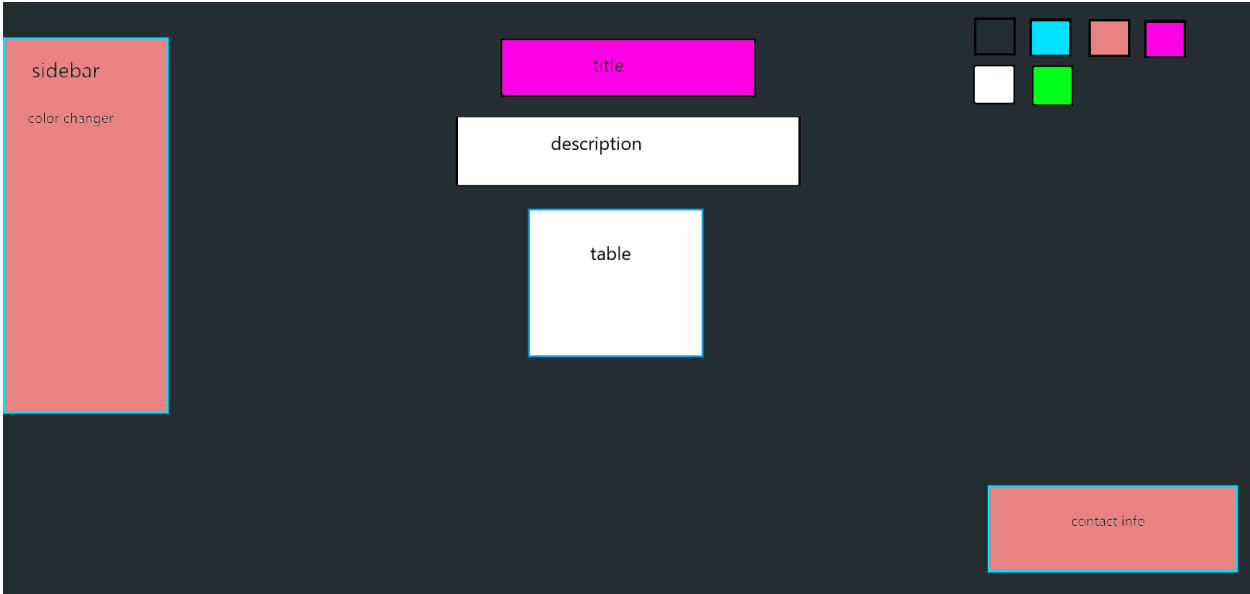 sidebar
color changer
title
description
table
contact info